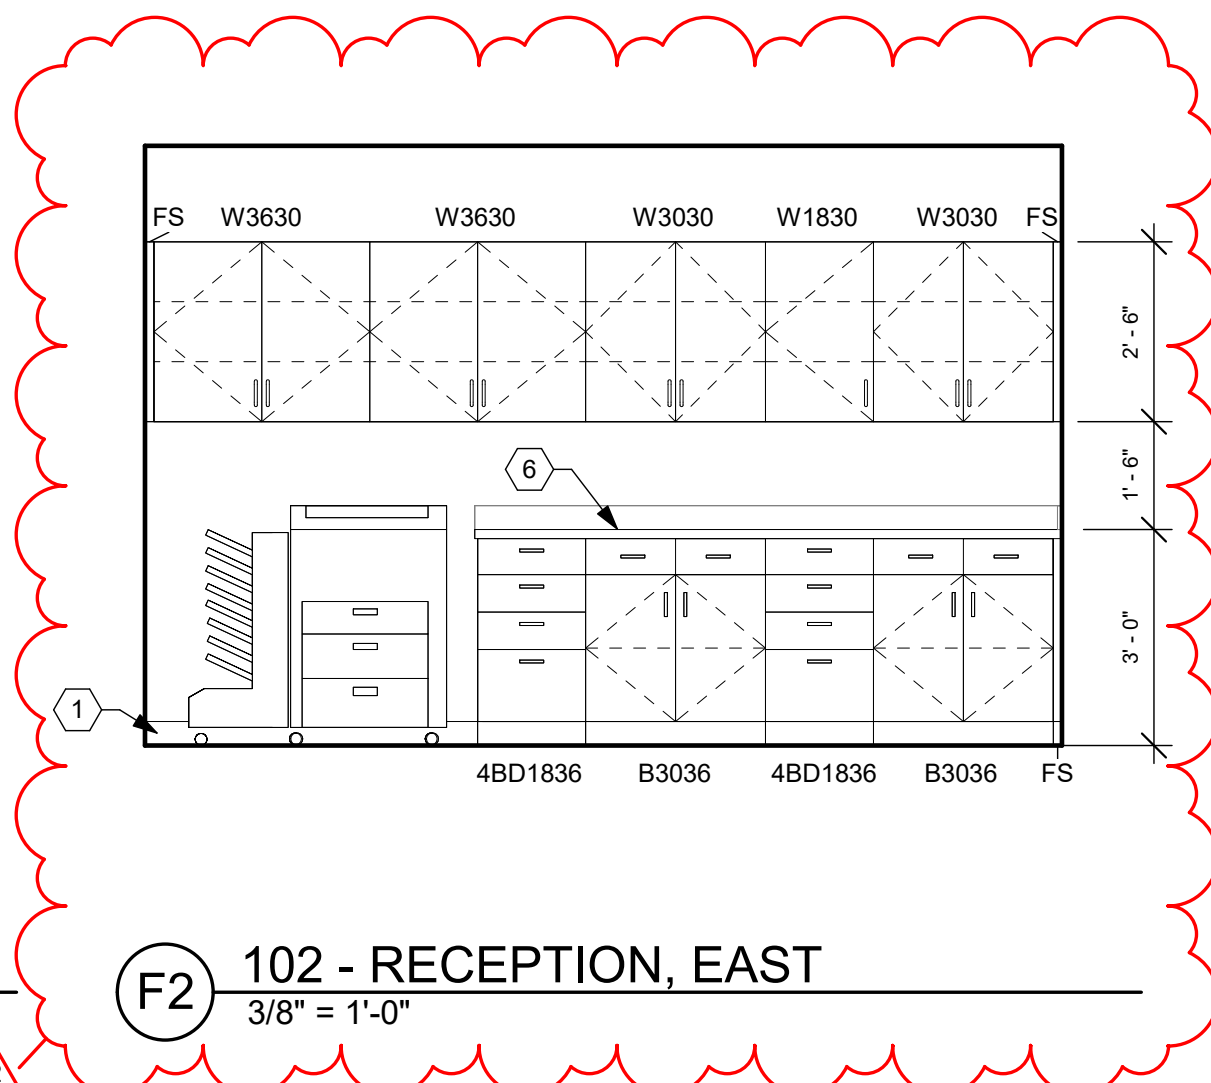 FS W3630 W3630 W3030 W1830 W3030 FS
2' - 6"
1' - 6"
6
3' - 0"
1
4BD1836 B3036 4BD1836 B3036 FS
F2
102 - RECEPTION, EAST
3/8" = 1'-0"